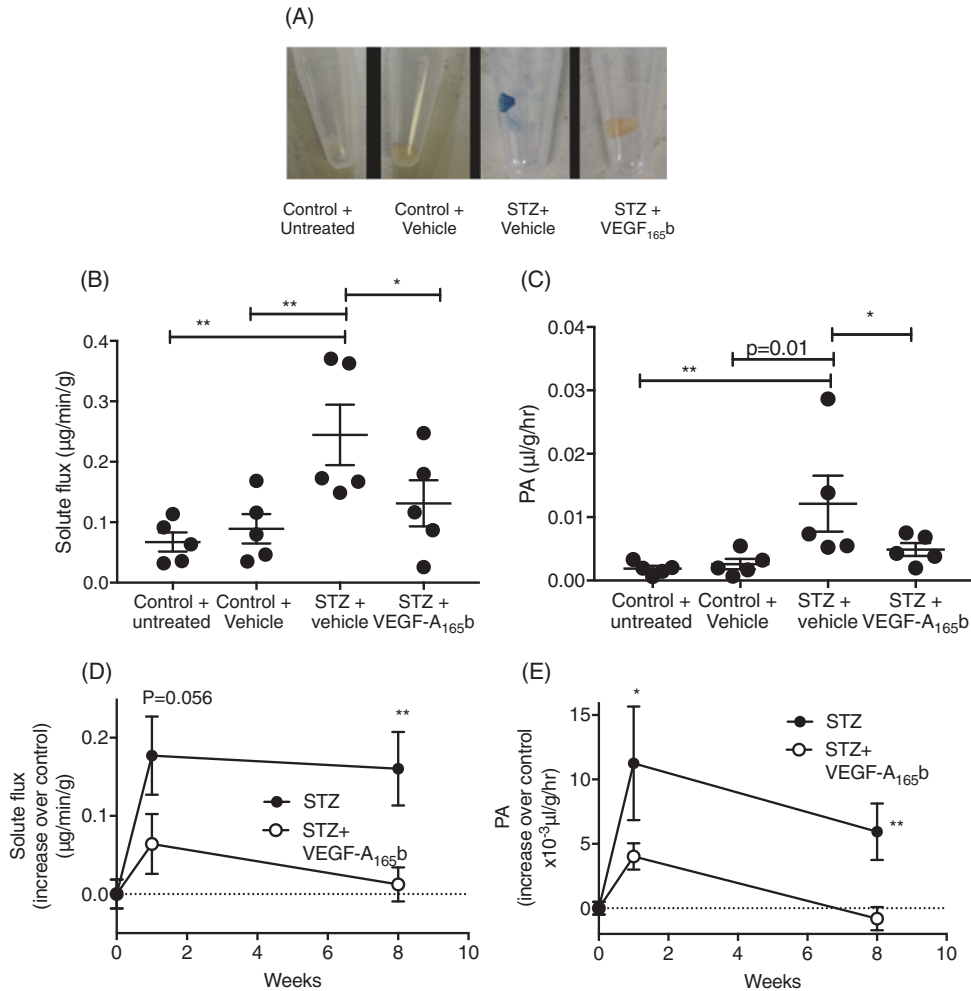 (A)
Control +
Untreated
Control +
Vehicle
STZ+
Vehicle
STZ +
VEGF₁₆₅b
(B)
**
**
*
Solute flux (µg/min/g)
0.4
0.3
0.2
0.1
0.0
Control +
untreated
Control +
Vehicle
STZ +
vehicle
STZ +
VEGF-A₁₆₅b
(C)
**
p=0.01
*
PA (µl/g/hr)
0.04
0.03
0.02
0.01
0.00
Control +
untreated
Control +
Vehicle
STZ +
vehicle
STZ +
VEGF-A₁₆₅b
(D)
P=0.056
**
Solute flux
(increase over control)
(µg/min/g)
0.2
0.1
0.0
STZ
STZ+
VEGF-A₁₆₅b
0
2
4
6
8
10
Weeks
(E)
*
**
PA
(increase over control
x10⁻³µl/g/hr)
15
10
5
0
STZ
STZ+
VEGF-A₁₆₅b
0
2
4
6
8
10
Weeks